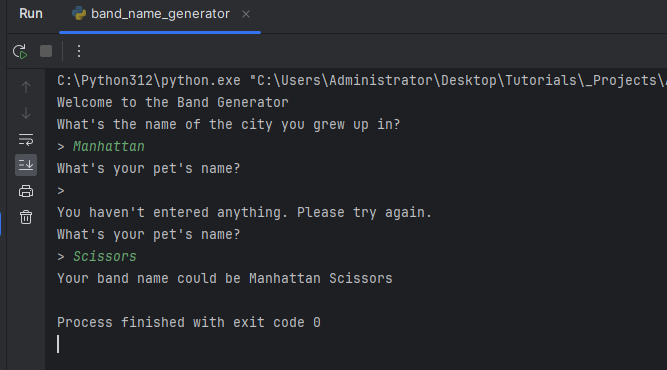 Run band_name_generator
C:\Python312\python.exe "C:\Users\Administrator\Desktop\Tutorials\_Projects\
Welcome to the Band Generator
What's the name of the city you grew up in?
> Manhattan
What's your pet's name?
>
You haven't entered anything. Please try again.
What's your pet's name?
> Scissors
Your band name could be Manhattan Scissors
Process finished with exit code 0